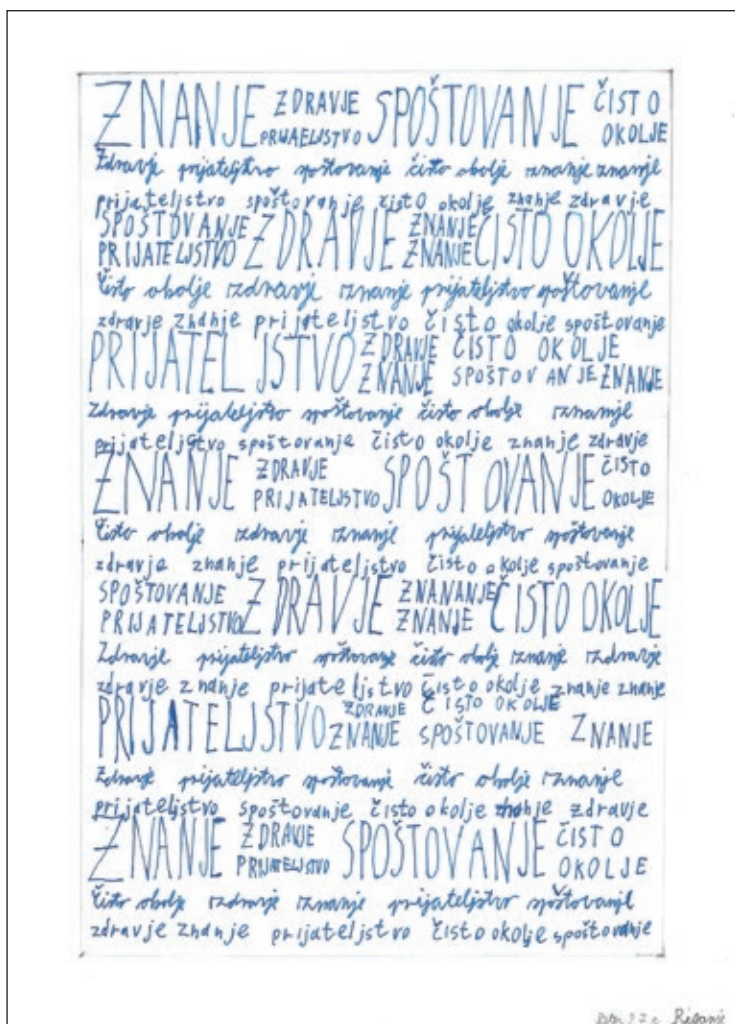 ZNANJE ZDRAVJE SPOŠTOVANJE ČISTO
PRIJAELJSTVO OKOLJE
Zdravje prijateljstvo spoštovanje čisto okolje znanje znanje
prijateljstvo spoštovanje čisto okolje znanje zdravje
SPOŠTOVANJE ZDRAVJE ZNANJE ČISTO OKOLJE
PRIJATELJSTVO ZNANJE
čisto okolje zdravje znanje prijateljstvo spoštovanje
zdravje znanje prijateljstvo čisto okolje spoštovanje
PRIJATELJSTVO ZDRAVJE ČISTO OKOLJE
ZNANJE SPOŠTOVANJE ZNANJE
Zdravje prijateljstvo spoštovanje čisto okolje znanje
prijateljstvo spoštovanje čisto okolje znanje zdravje
ZNANJE ZDRAVJE SPOŠTOVANJE ČISTO
PRIJATELJSTVO OKOLJE
čisto okolje zdravje znanje prijateljstvo spoštovanje
zdravje znanje prijateljstvo čisto okolje spoštovanje
SPOŠTOVANJE ZDRAVJE ZNANANJE ČISTO OKOLJE
PRIJATELJSTVO ZNANJE
Zdravje prijateljstvo spoštovanje čisto okolje znanje zdravje
zdravje znanje prijateljstvo čisto okolje znanje znanje
PRIJATELJSTVO ZDRAVJE ČISTO OKOLJE
ZNANJE SPOŠTOVANJE ZNANJE
Zdravje prijateljstvo spoštovanje čisto okolje znanje
prijateljstvo spoštovanje čisto okolje znanje zdravje
ZNANJE ZDRAVJE SPOŠTOVANJE ČISTO
PRIJATELJSTVO OKOLJE
čisto okolje zdravje znanje prijateljstvo spoštovanje
zdravje znanje prijateljstvo čisto okolje spoštovanje